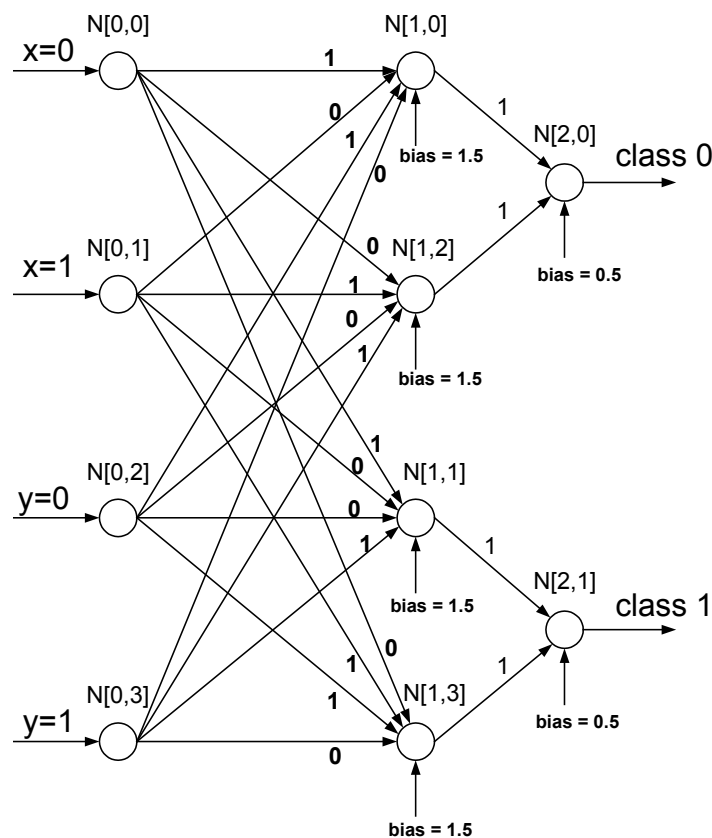 N[0,0]
N[1,0]
x=0
1
0
1
0
1
bias = 1.5
N[2,0]
class 0
1
bias = 0.5
N[0,1]
0
N[1,2]
x=1
1
0
1
bias = 1.5
N[0,2]
1
0
N[1,1]
y=0
0
1
1
bias = 1.5
N[2,1]
class 1
1
bias = 0.5
N[0,3]
0
1
1
N[1,3]
y=1
0
bias = 1.5